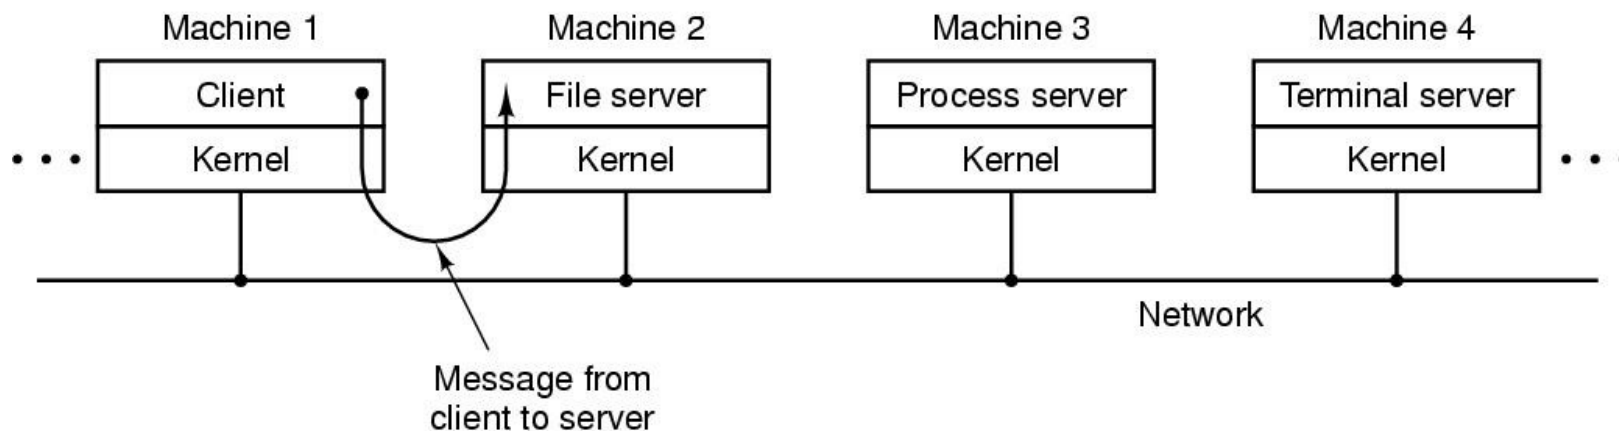 Machine 1
Machine 2
Machine 3
Machine 4
Client
File server
Process server
Terminal server
Kernel
Kernel
Kernel
Kernel
Network
Message from
client to server